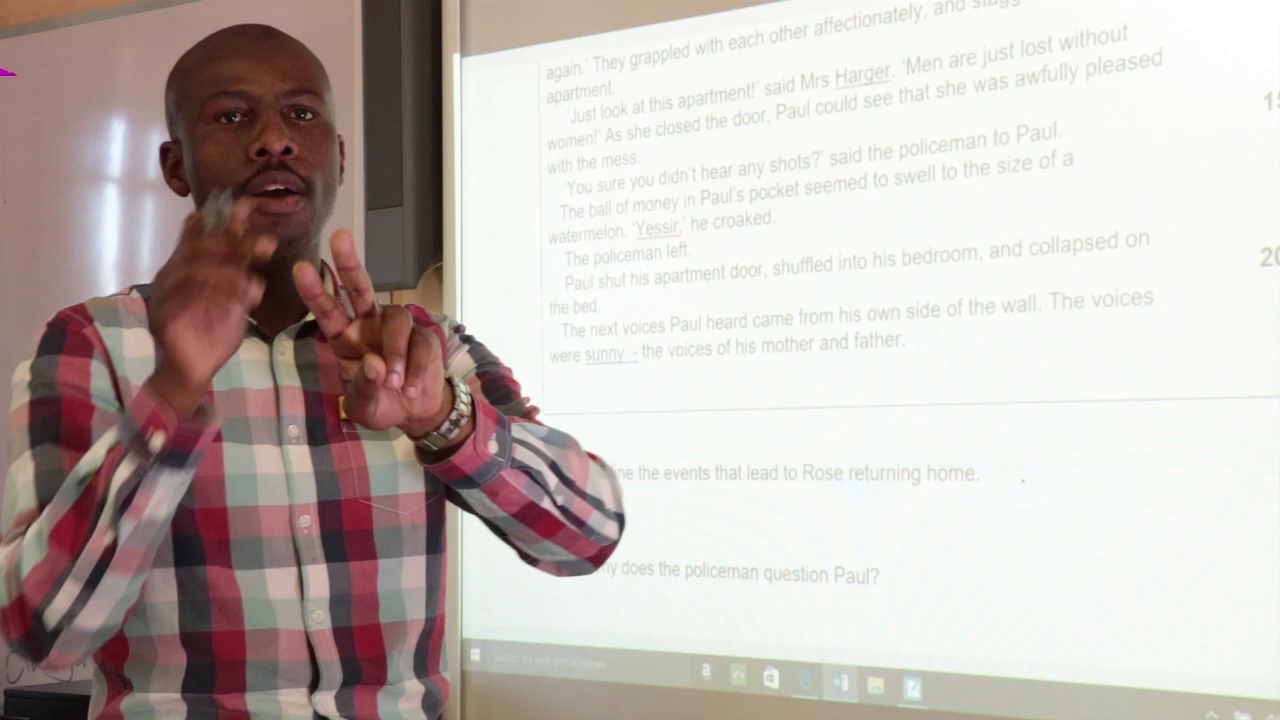 again.' They grappled with each other affectionately, and stagg
apartment.
'Just look at this apartment!' said Mrs Harger. 'Men are just lost without
women!' As she closed the door, Paul could see that she was awfully pleased
with the mess.
'You sure you didn't hear any shots?' said the policeman to Paul.
The ball of money in Paul's pocket seemed to swell to the size of a
watermelon. 'Yessir,' he croaked.
The policeman left.
Paul shut his apartment door, shuffled into his bedroom, and collapsed on
the bed.
The next voices Paul heard came from his own side of the wall. The voices
were sunny - the voices of his mother and father.
15
20
ne the events that lead to Rose returning home.
hy does the policeman question Paul?